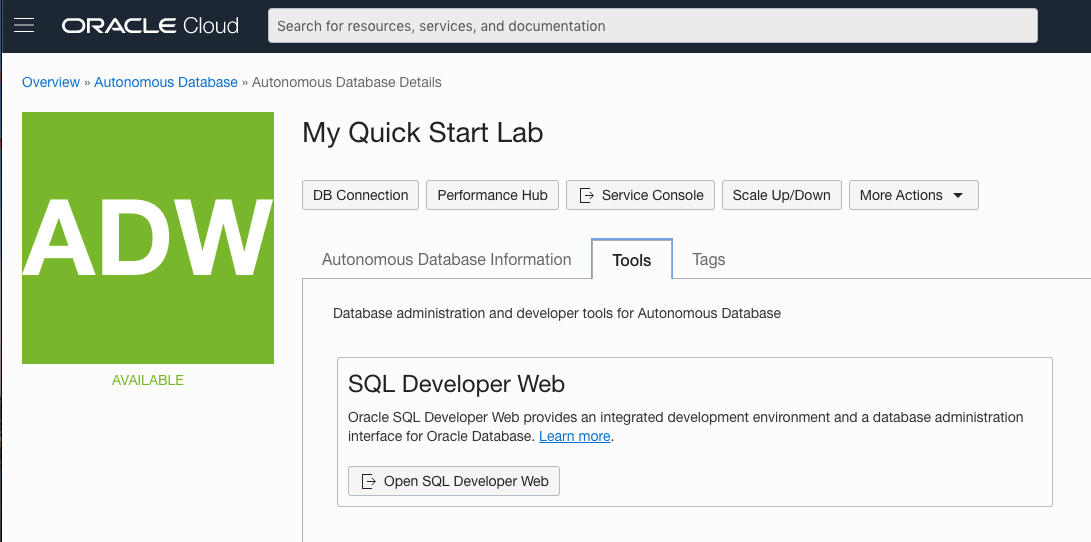 ORACLE Cloud
Search for resources, services, and documentation
Overview » Autonomous Database » Autonomous Database Details
ADW
AVAILABLE
My Quick Start Lab
DB Connection
Performance Hub
Service Console
Scale Up/Down
More Actions
Autonomous Database Information
Tools
Tags
Database administration and developer tools for Autonomous Database
SQL Developer Web
Oracle SQL Developer Web provides an integrated development environment and a database administration
interface for Oracle Database. Learn more.
Open SQL Developer Web